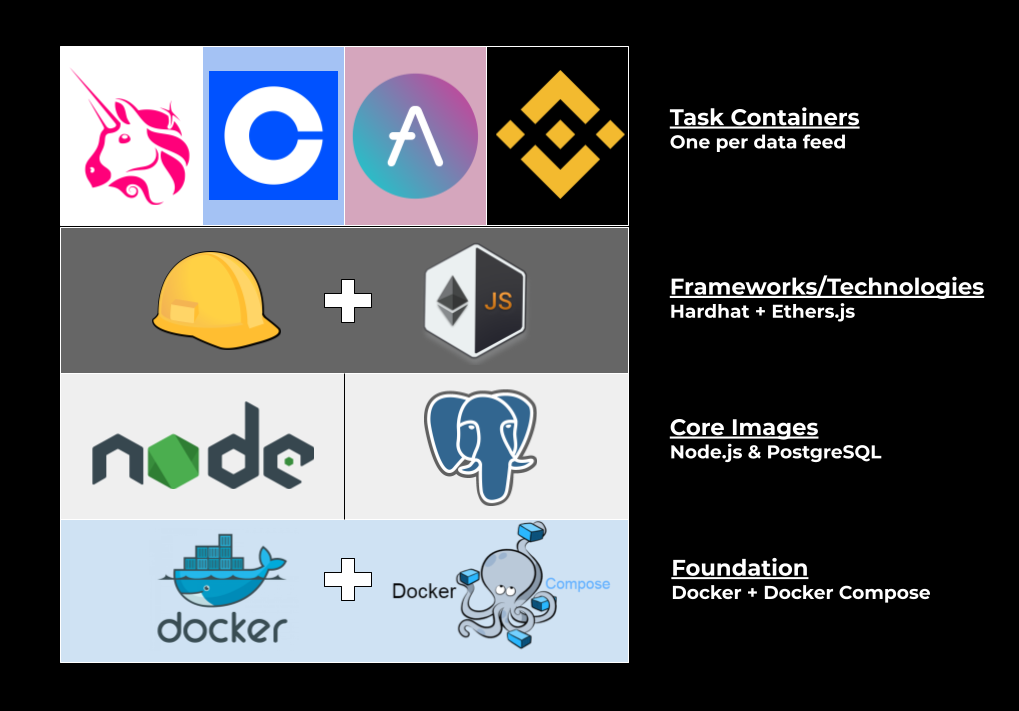 Task Containers
One per data feed
JS
Frameworks/Technologies
Hardhat + Ethers.js
node
Core Images
Node.js & PostgreSQL
docker
Docker Compose
Foundation
Docker + Docker Compose